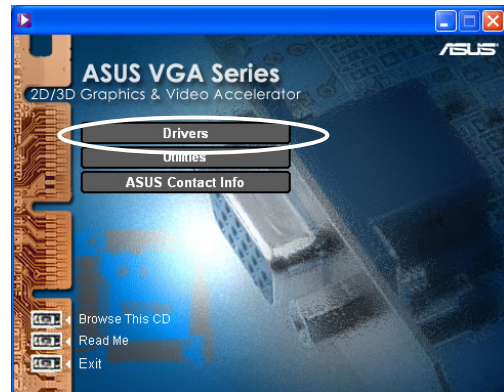 ASUS
ASUS VGA Series
2D/3D Graphics & Video Accelerator
Drivers
Utilities
ASUS Contact Info
Browse This CD
Read Me
Exit